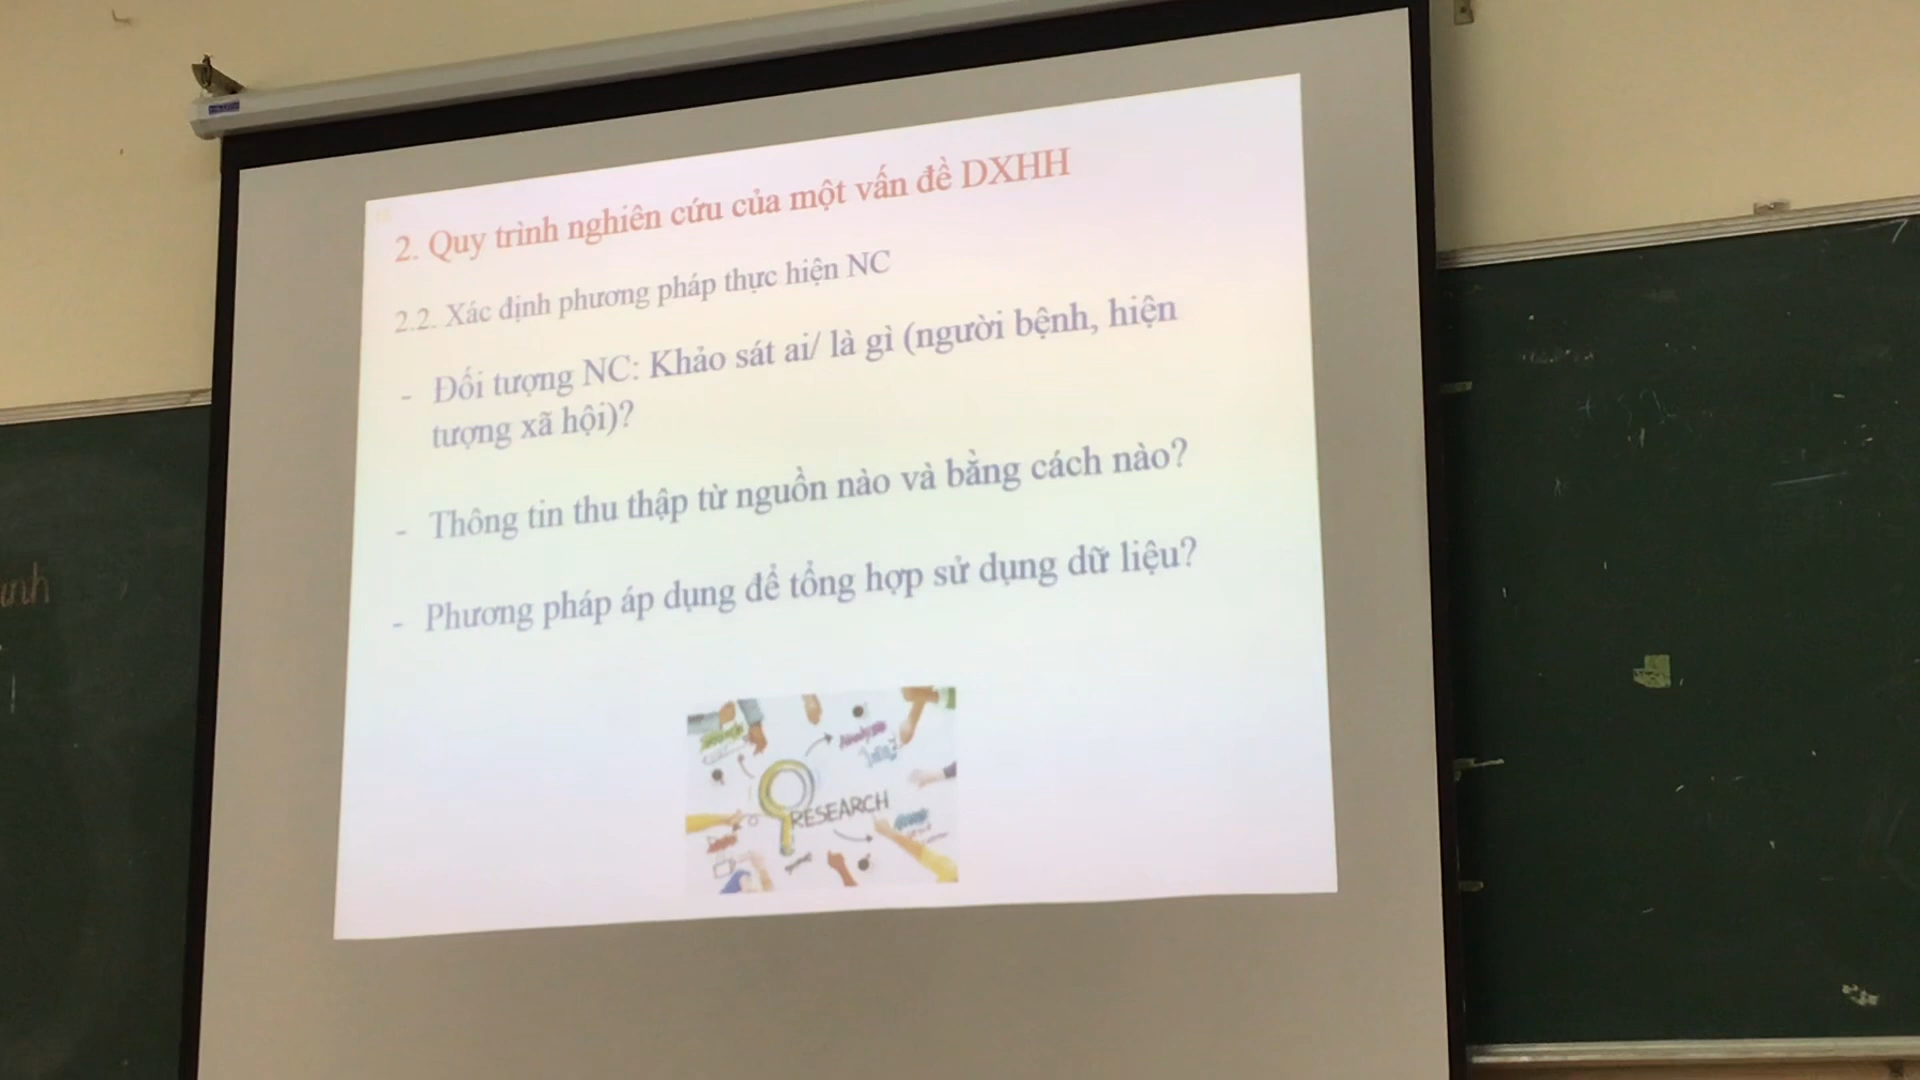 2. Quy trình nghiên cứu của một vấn đề DXHH
2.2. Xác định phương pháp thực hiện NC
- Đối tượng NC: Khảo sát ai/ là gì (người bệnh, hiện
tượng xã hội)?
- Thông tin thu thập từ nguồn nào và bằng cách nào?
- Phương pháp áp dụng để tổng hợp sử dụng dữ liệu?
Analysis
RESEARCH